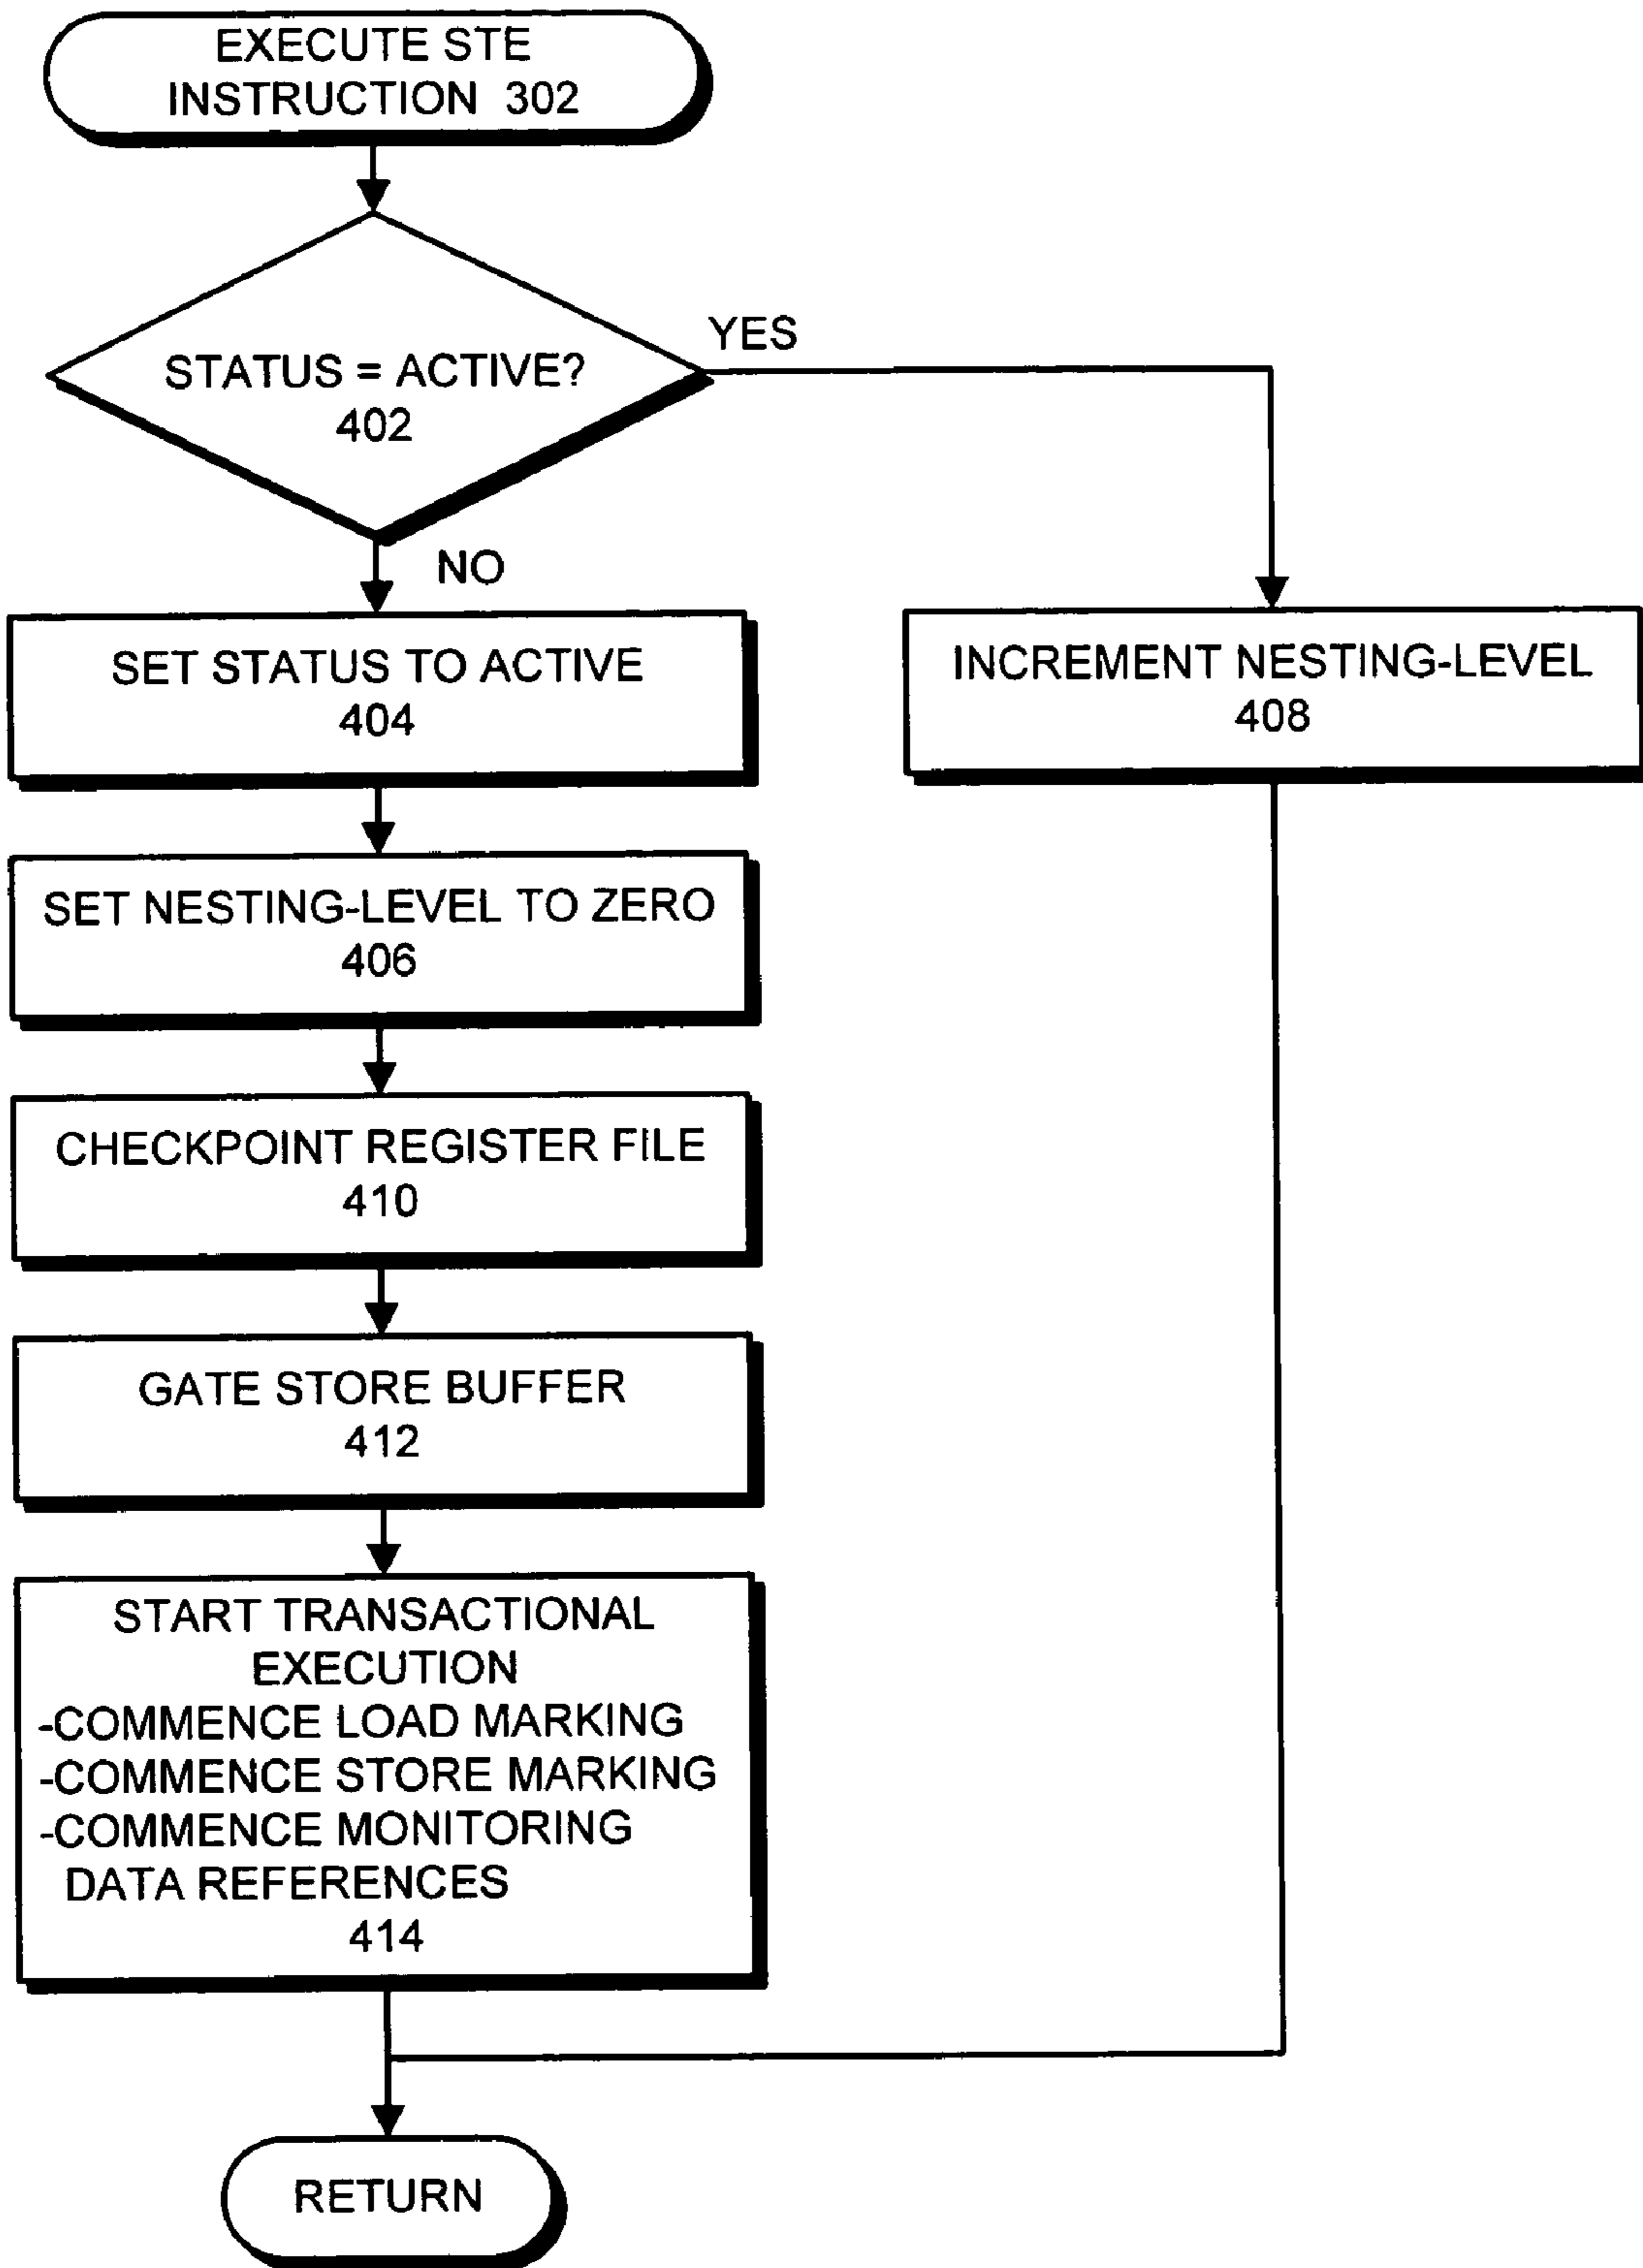 EXECUTE STE
INSTRUCTION 302
STATUS = ACTIVE?
402
YES
NO
SET STATUS TO ACTIVE
404
INCREMENT NESTING-LEVEL
408
SET NESTING-LEVEL TO ZERO
406
CHECKPOINT REGISTER FILE
410
GATE STORE BUFFER
412
START TRANSACTIONAL
EXECUTION
-COMMENCE LOAD MARKING
-COMMENCE STORE MARKING
-COMMENCE MONITORING
DATA REFERENCES
414
RETURN